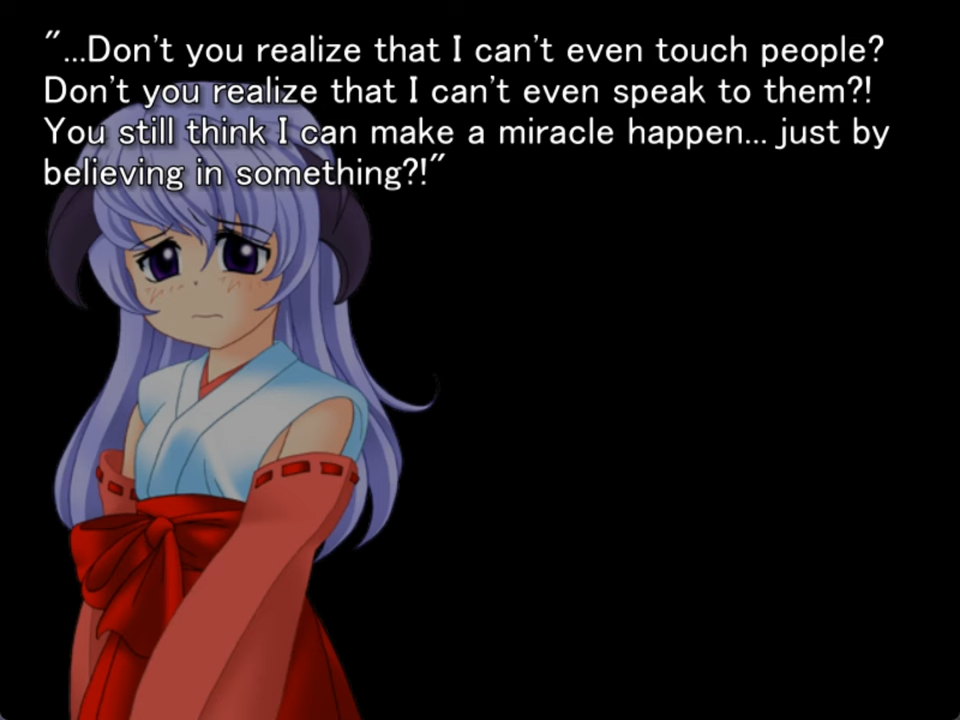 "...Don't you realize that I can't even touch people?
Don't you realize that I can't even speak to them?!
You still think I can make a miracle happen... just by
believing in something?!"